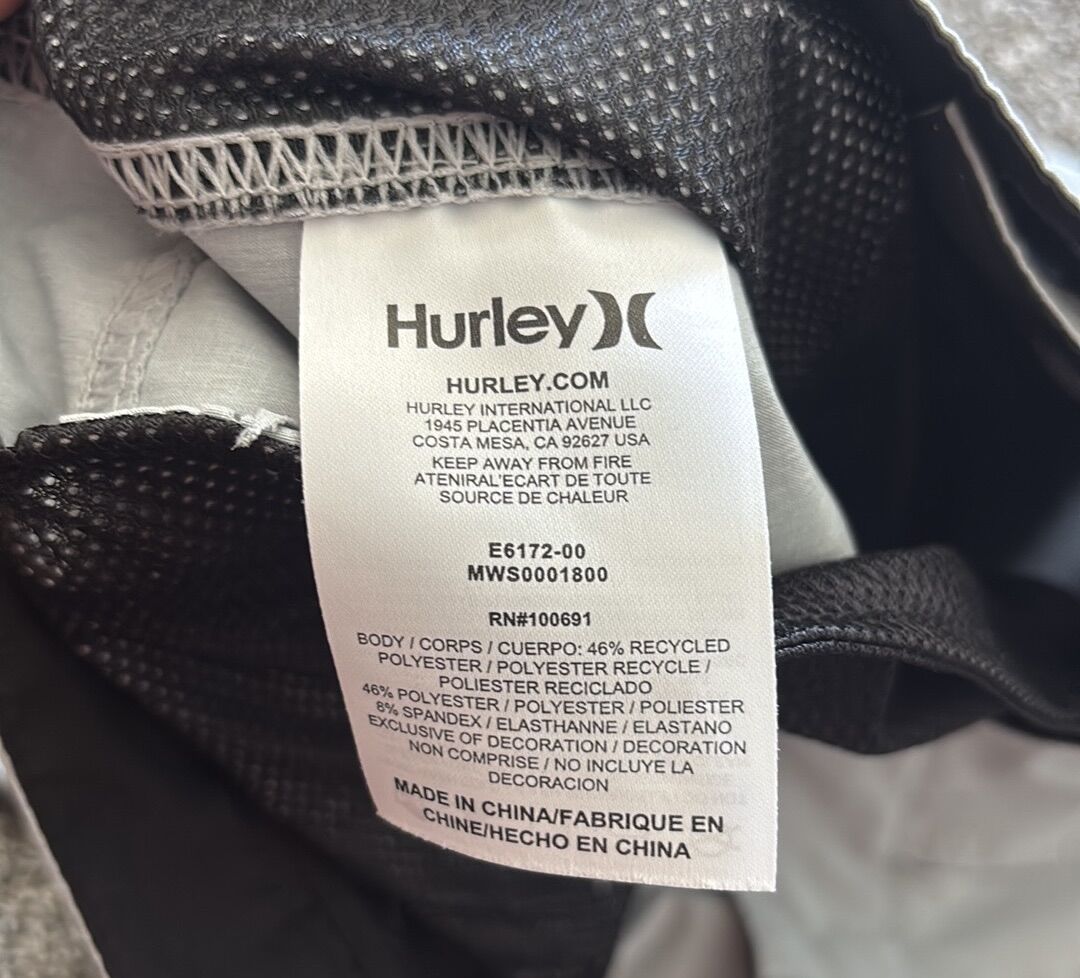 Hurley
HURLEY.COM
HURLEY INTERNATIONAL LLC
1945 PLACENTIA AVENUE
COSTA MESA, CA 92627 USA
KEEP AWAY FROM FIRE
ATENIRAL'ECART DE TOUTE
SOURCE DE CHALEUR
E6172-00
MWS0001800
RN#100691
BODY / CORPS / CUERPO: 46% RECYCLED
POLYESTER / POLYESTER RECYCLE /
POLIESTER RECICLADO
46% POLYESTER / POLYESTER / POLIESTER
8% SPANDEX / ELASTHANNE / ELASTANO
EXCLUSIVE OF DECORATION / DECORATION
NON COMPRISE / NO INCLUYE LA
DECORACION
MADE IN CHINA/FABRIQUE EN
CHINE/HECHO EN CHINA